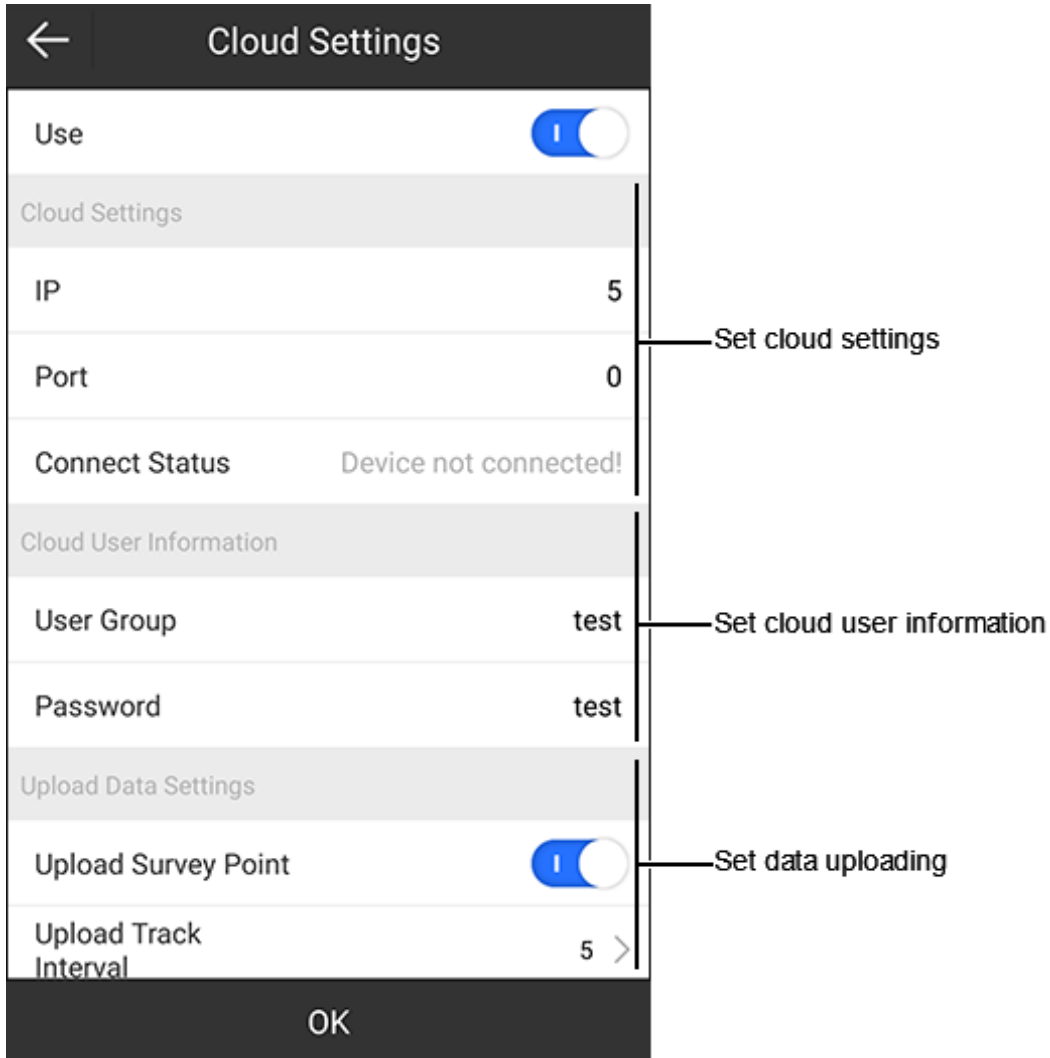 Cloud Settings
Use
Cloud Settings
IP 5
Port 0
Set cloud settings
Connect Status Device not connected!
Cloud User Information
User Group test
Set cloud user information
Password test
Upload Data Settings
Upload Survey Point
Set data uploading
Upload Track
Interval 5
OK